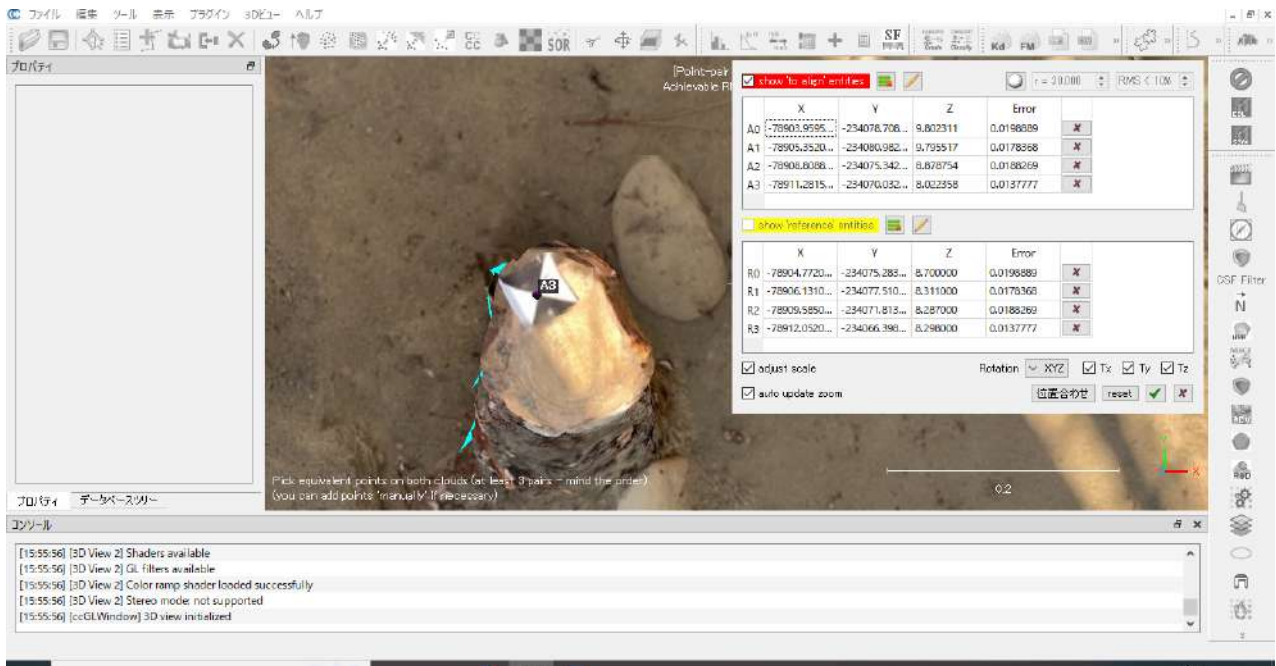 ファイル 編集 ツール 表示 プラグイン 3Dビュー ヘルプ
SOR SF Kd FM
プロパティ
[Point-pair
Achievable R
show 'to align' entities r = 20.000 RMS < 10%
X Y Z Error
A0 -78903.9595... -234078.708... 9.802311 0.0198889
A1 -78905.3520... -234080.982... 9.795517 0.0178368
A2 -78908.8088... -234075.342... 8.878754 0.0188269
A3 -78911.2815... -234070.032... 8.022358 0.0137777
show 'reference' entities
X Y Z Error
R0 -78904.7720... -234075.283... 8.700000 0.0198889
R1 -78906.1310... -234077.510... 8.311000 0.0178368
R2 -78909.5850... -234071.813... 8.287000 0.0188269
R3 -78912.0520... -234066.398... 8.298000 0.0137777
adjust scale Rotation XYZ Tx Ty Tz
auto update zoom 位置合わせ reset
A3
CSF Filter
N
Pick equivalent points on both clouds (at least 3 pairs - mind the order)
(you can add points 'manually' if necessary)
0.2
X
プロパティ データベースツリー
コンソール
[15:55:56] [3D View 2] Shaders available
[15:55:56] [3D View 2] GL filters available
[15:55:56] [3D View 2] Color ramp shader loaded successfully
[15:55:56] [3D View 2] Stereo mode: not supported
[15:55:56] [ccGLWindow] 3D view initialized